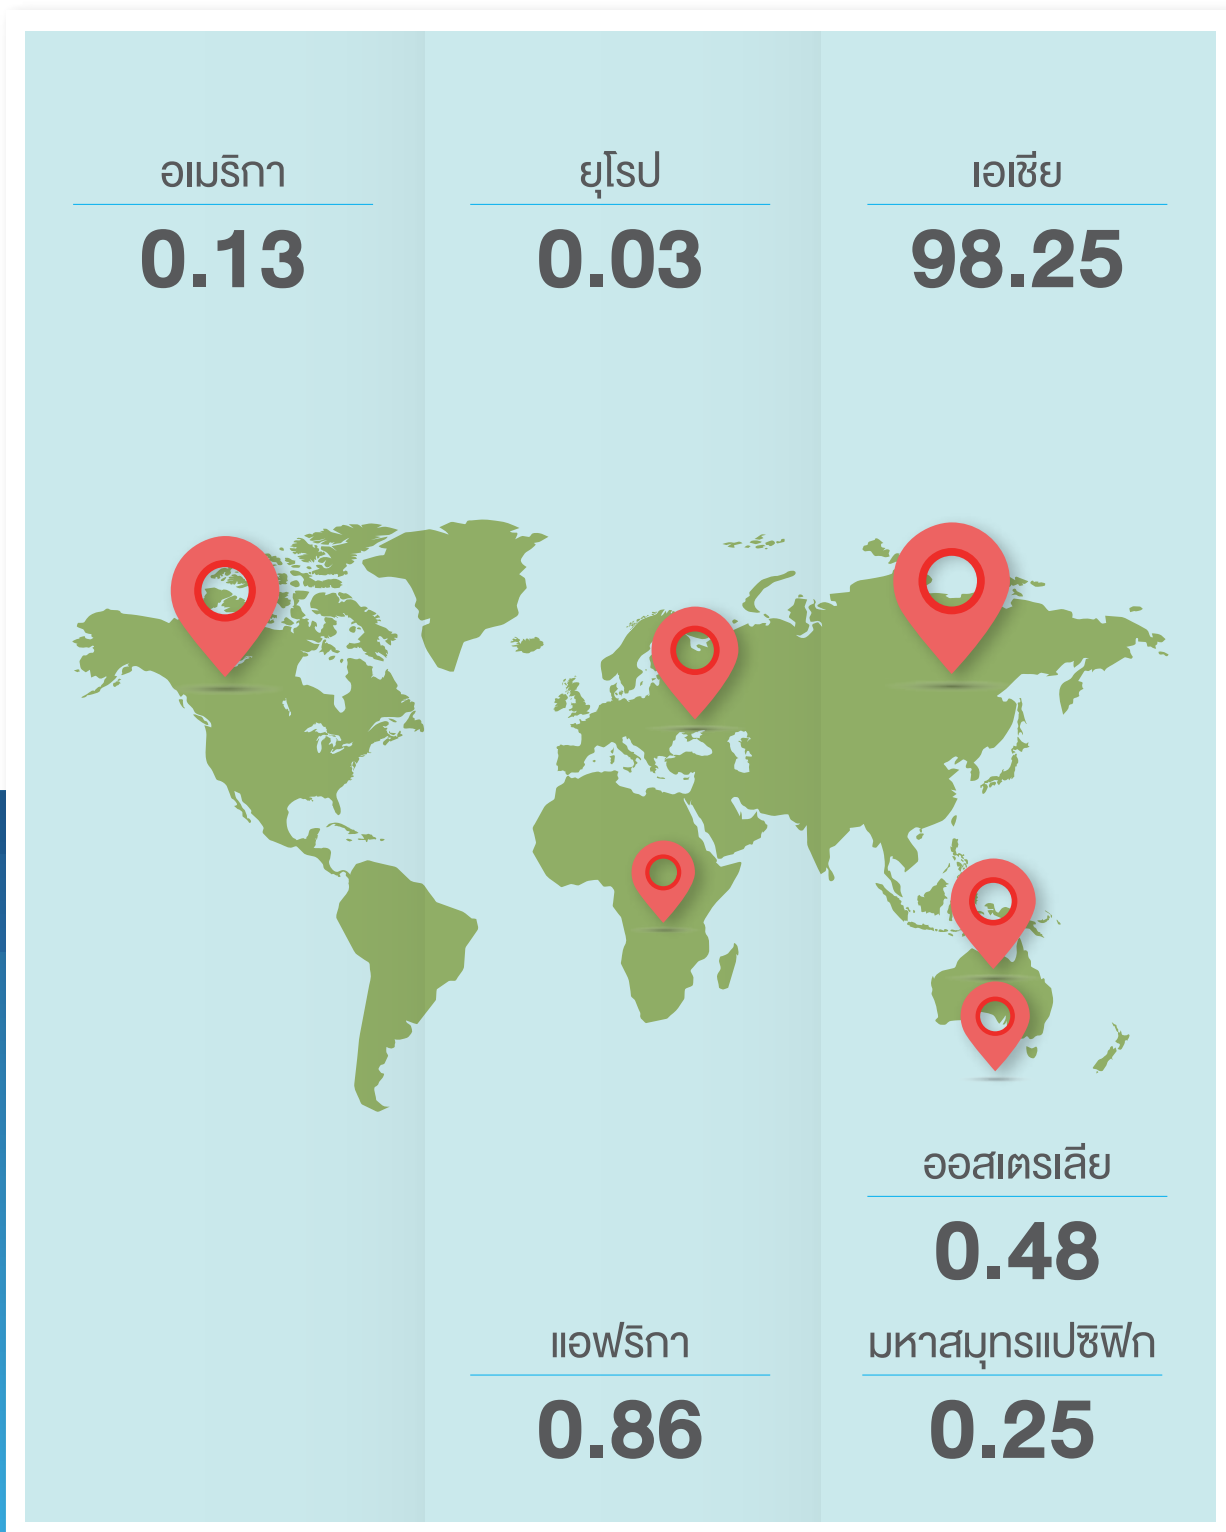 อเมริกา
0.13
ยุโรป
0.03
เอเชีย
98.25
ออสเตรเลีย
0.48
แอฟริกา
0.86
มหาสมุทรแปซิฟิก
0.25